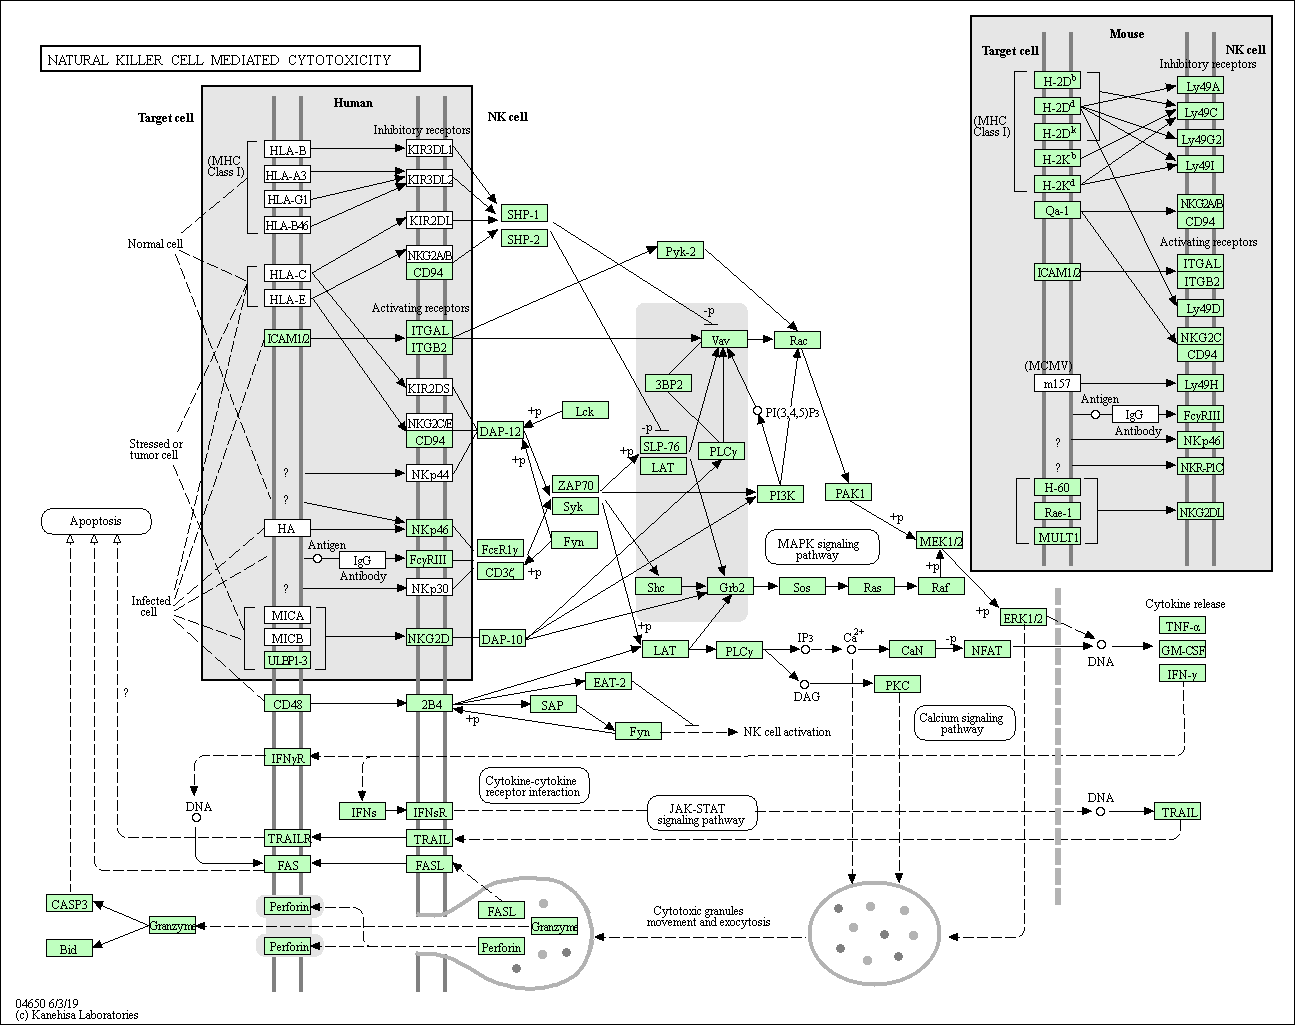 NATURAL KILLER CELL MEDIATED CYTOTOXICITY
Target cell
Human
NK cell
Inhibitory receptors
(MHC
Class I)
HLA-B
KIR3DL1
HLA-A3
KIR3DL2
HLA-G1
HLA-B46
KIR2DL
SHP-1
SHP-2
Normal cell
NKG2A/B
CD94
HLA-C
HLA-E
Activating receptors
ICAM1/2
ITGAL
ITGB2
Pyk-2
-p
Vav
Rac
KIR2DS
3BP2
PI(3,4,5)P3
NKG2C/E
CD94
DAP-12
+p
Lck
-p
SLP-76
LAT
PLCγ
Stressed or
tumor cell
?
NKp44
+p
+p
ZAP70
Syk
PI3K
PAK1
?
HA
NKp46
Antigen
IgG
Antibody
FcγRIII
FcεR1γ
CD3ζ
Fyn
+p
?
NKp30
MAPK signaling
pathway
+p
MEK1/2
+p
Shc
Grb2
Sos
Ras
Raf
Apoptosis
Infected
cell
MICA
MICB
ULBP1-3
NKG2D
DAP-10
+p
LAT
PLCγ
IP3
Ca2+
CaN
-p
NFAT
+p
ERK1/2
DNA
DAG
PKC
Cytokine release
TNF-α
GM-CSF
IFN-γ
?
CD48
2B4
+p
EAT-2
SAP
Fyn
NK cell activation
Calcium signaling
pathway
IFNγR
DNA
IFNs
IFNsR
Cytokine-cytokine
receptor interaction
JAK-STAT
signaling pathway
DNA
TRAIL
TRAILR
TRAIL
FAS
FASL
CASP3
Bid
Granzyme
Perforin
Perforin
FASL
Granzyme
Perforin
Cytotoxic granules
movement and exocytosis
Mouse
Target cell
NK cell
Inhibitory receptors
(MHC
Class I)
H-2Db
Ly49A
H-2Dd
Ly49C
H-2Dk
Ly49G2
H-2Kb
Ly49I
H-2Kd
Qa-1
NKG2A/B
CD94
Activating receptors
ICAM1/2
ITGAL
ITGB2
Ly49D
NKG2C
CD94
(MCMV)
m157
Ly49H
Antigen
IgG
Antibody
FcγRIII
?
NKp46
?
NKR-P1C
H-60
Rae-1
MULT1
NKG2DL
04650 6/3/19
(c) Kanehisa Laboratories